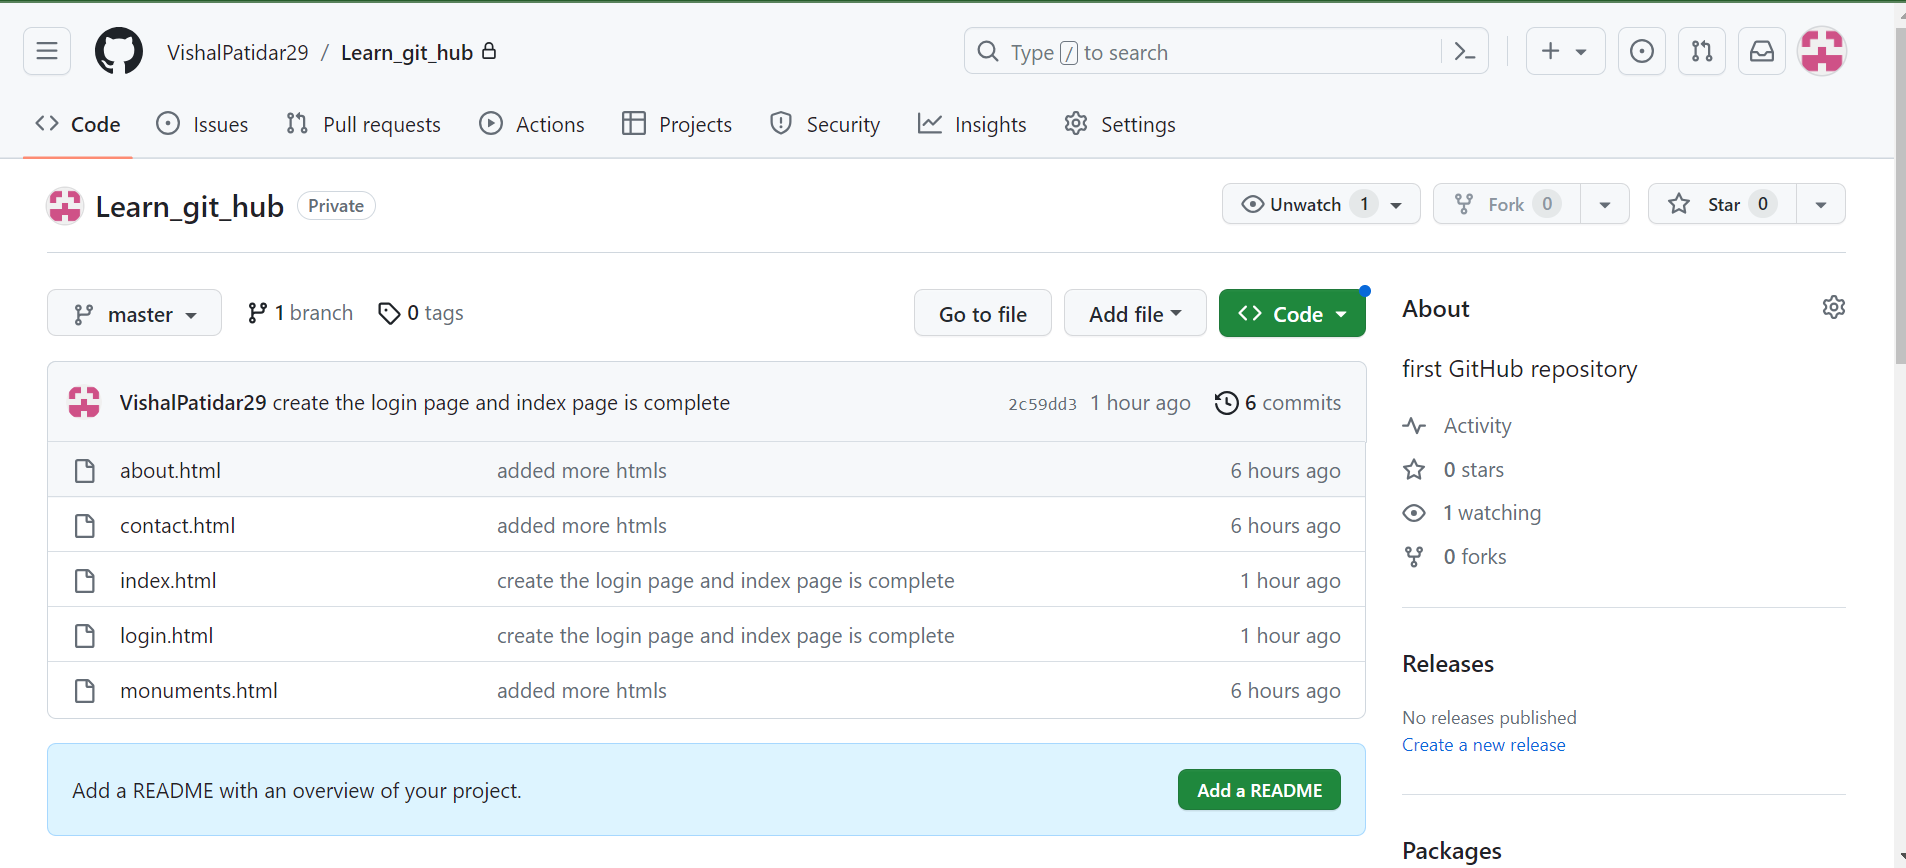 VishalPatidar29 / Learn_git_hub
Type / to search
Code Issues Pull requests Actions Projects Security Insights Settings
Learn_git_hub Private
Unwatch 1 Fork 0 Star 0
master 1 branch 0 tags
Go to file Add file Code
VishalPatidar29 create the login page and index page is complete 2c59dd3 1 hour ago 6 commits
about.html added more htmls 6 hours ago
contact.html added more htmls 6 hours ago
index.html create the login page and index page is complete 1 hour ago
login.html create the login page and index page is complete 1 hour ago
monuments.html added more htmls 6 hours ago
Add a README with an overview of your project. Add a README
About
first GitHub repository
Activity
0 stars
1 watching
0 forks
Releases
No releases published
Create a new release
Packages